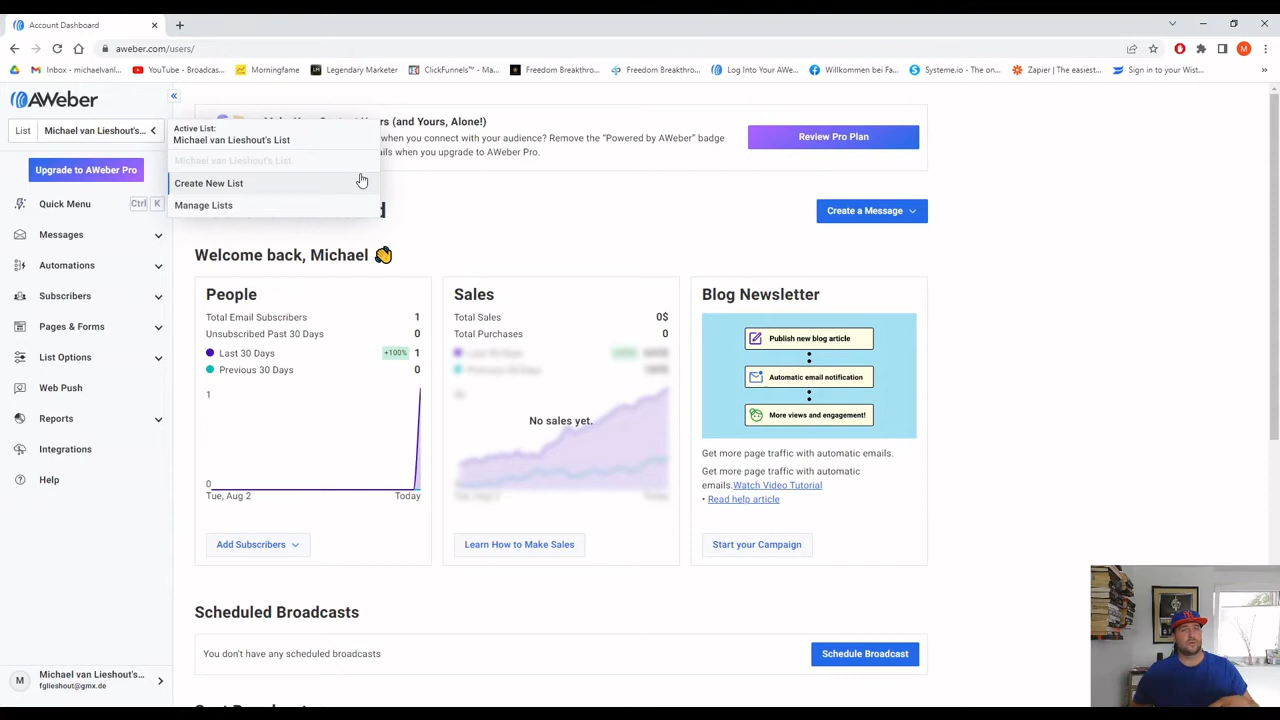 Account Dashboard
aweber.com/users/
Inbox - michaelvanl...
YouTube - Broadcas...
Morningfame
Legendary Marketer
ClickFunnels™ - Ma...
Freedom Breakthro...
Freedom Breakthro...
Log Into Your AWe...
Willkommen bei Fa...
Systeme.io - The on...
Zapier | The easiest...
Sign in to your Wist...
M
AWeber
List
Michael van Lieshout's...
Upgrade to AWeber Pro
Quick Menu
Ctrl
K
Messages
Automations
Subscribers
Pages & Forms
List Options
Web Push
Reports
Integrations
Help
M
Michael van Lieshout's...
fglieshout@gmx.de
Active List:
Michael van Lieshout's List
Michael van Lieshout's List
Create New List
Manage Lists
(and Yours, Alone!)
when you connect with your audience? Remove the "Powered by AWeber" badge
when you upgrade to AWeber Pro.
Review Pro Plan
Create a Message
Welcome back, Michael
People
Total Email Subscribers
1
Unsubscribed Past 30 Days
0
Last 30 Days
+100%
1
Previous 30 Days
0
1
0
Tue, Aug 2
Today
Add Subscribers
Sales
Total Sales
0$
Total Purchases
0
No sales yet.
Learn How to Make Sales
Blog Newsletter
Publish new blog article
Automatic email notification
More views and engagement!
Get more page traffic with automatic emails.
Get more page traffic with automatic
emails.Watch Video Tutorial
• Read help article
Start your Campaign
Scheduled Broadcasts
You don't have any scheduled broadcasts
Schedule Broadcast